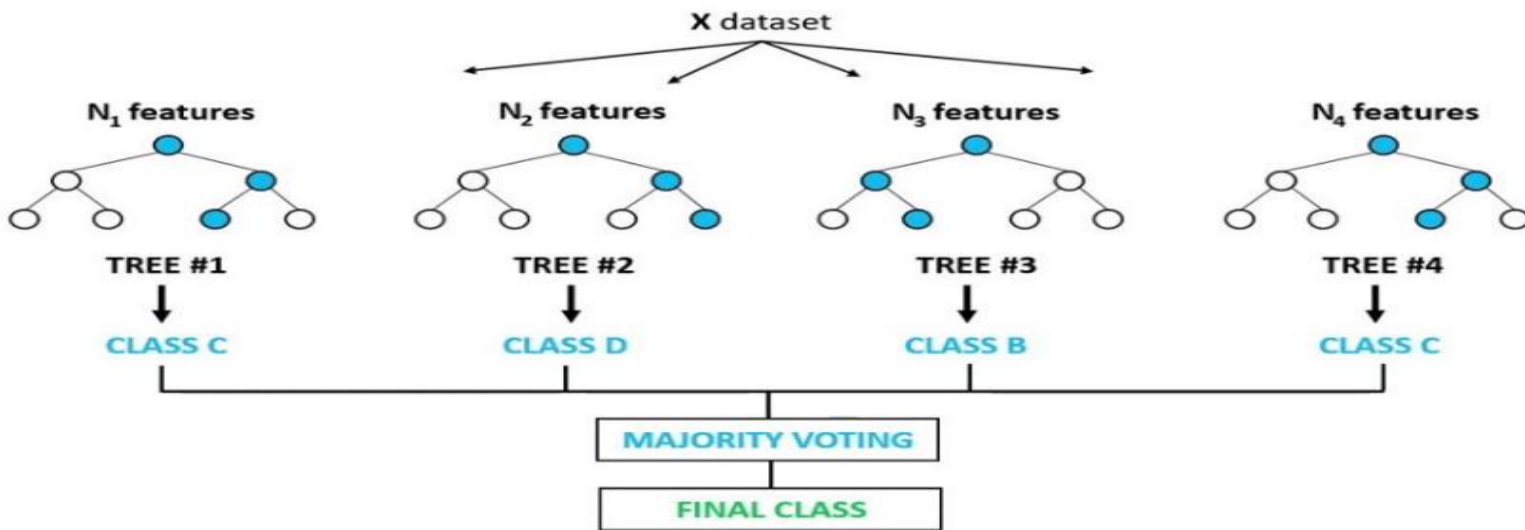 X dataset
N₁ features N₂ features N₃ features N₄ features
TREE #1 TREE #2 TREE #3 TREE #4
CLASS C CLASS D CLASS B CLASS C
MAJORITY VOTING
FINAL CLASS